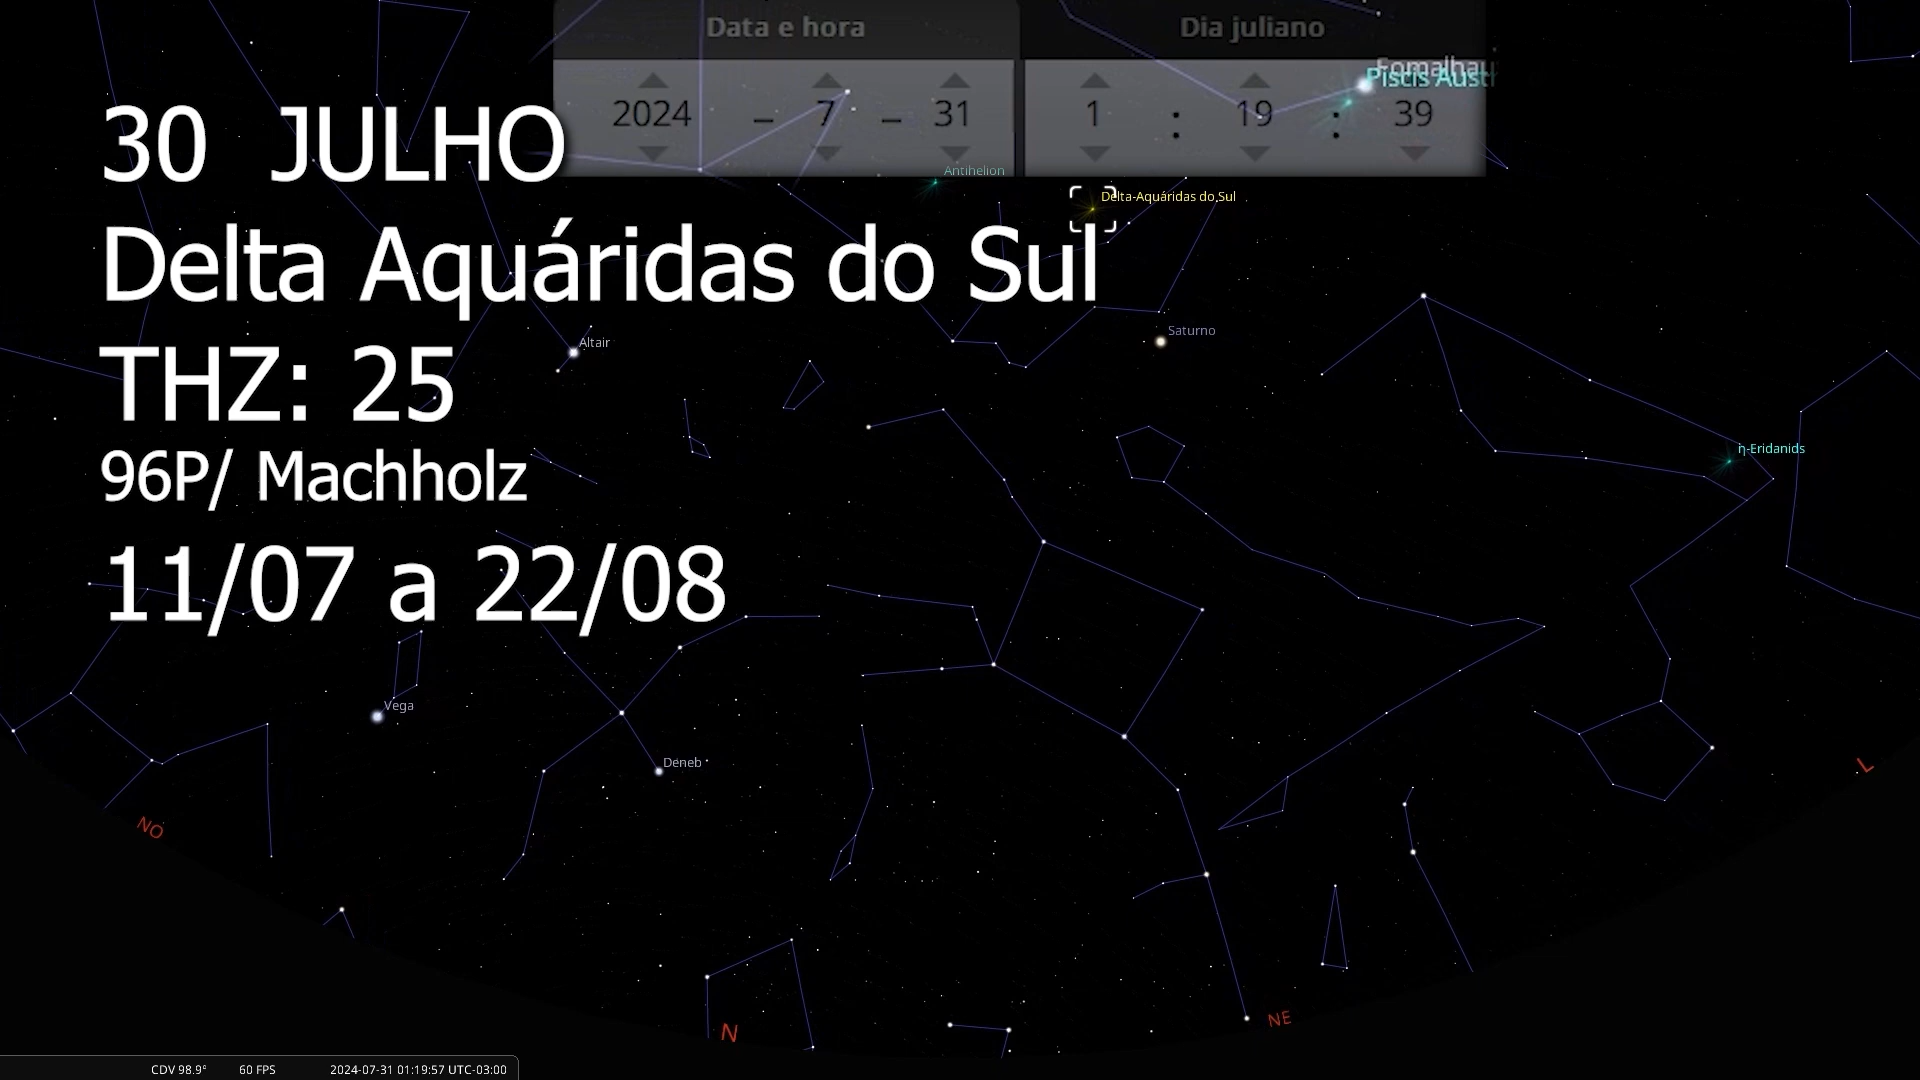 Data e hora
Dia juliano
2024 – 7 – 31
1 : 19 : 39
Fomalhau
Piscis Aust
30 JULHO
Antihelion
Delta-Aquáridas do Sul
Delta Aquáridas do Sul
Saturno
Altair
THZ: 25
η-Eridanids
96P/ Machholz
11/07 a 22/08
Vega
Deneb
L
NO
NE
N
CDV 98.9° 60 FPS 2024-07-31 01:19:57 UTC-03:00